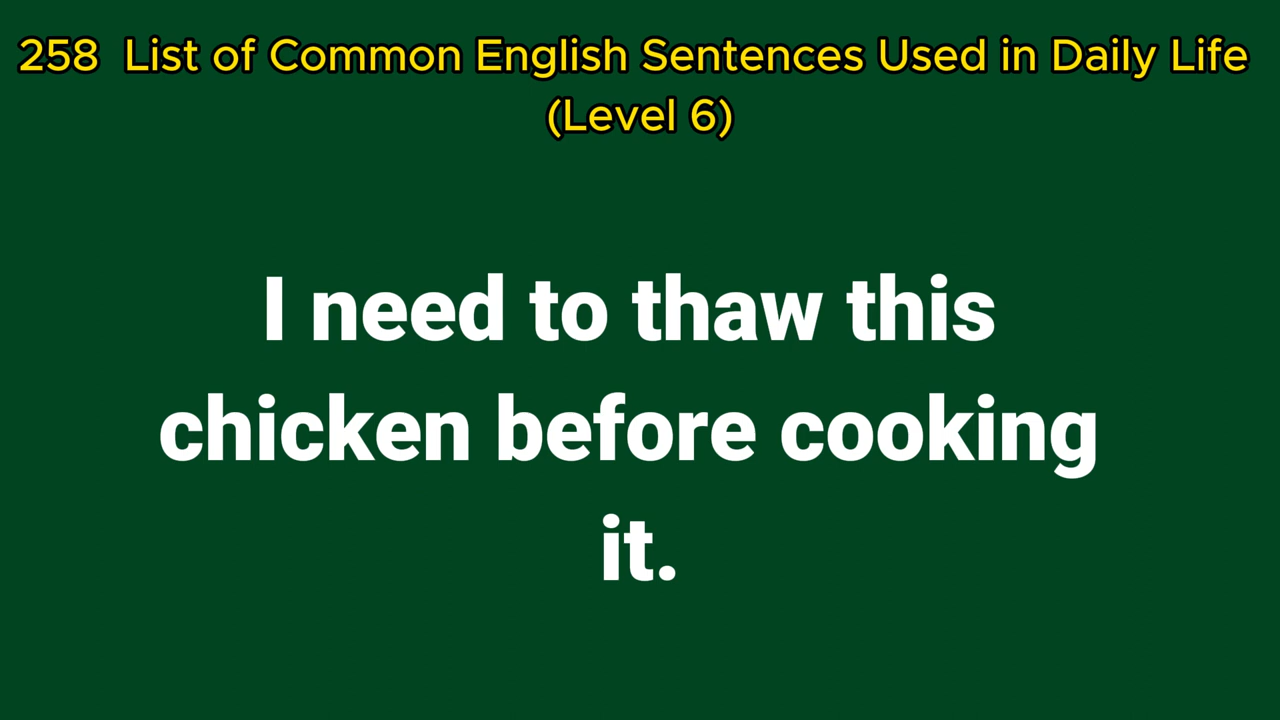 258 List of Common English Sentences Used in Daily Life
(Level 6)
I need to thaw this
chicken before cooking
it.